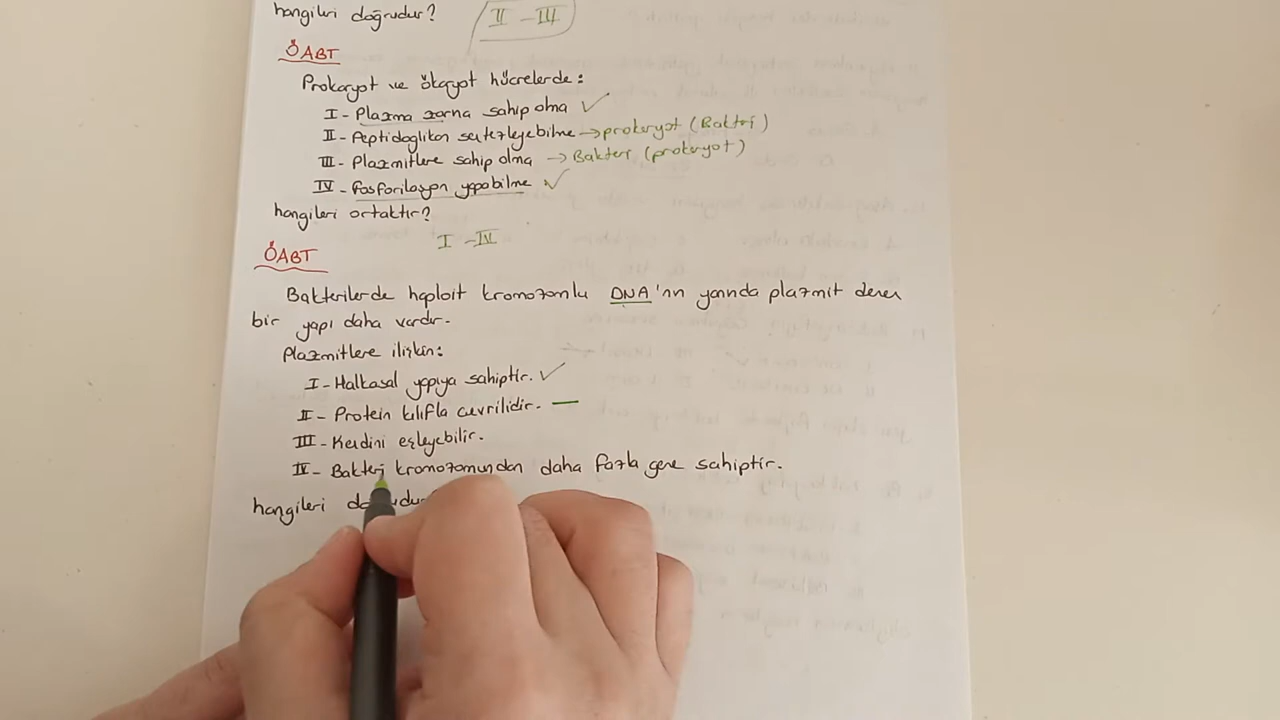 hangileri doğrudur? II - III
ÖABT
Prokaryot ve ökaryot hücrelerde:
I - Plazma zarına sahip olma ✓
II - Peptidoglikan sentezleyebilme → prokaryot (Bakteri)
III - Plazmitlere sahip olma → Bakteri (prokaryot)
IV - Fosforilasyon yapabilme ✓
hangileri ortaktır?
I - IV
ÖABT
Bakterilerde haploit kromozomlu DNA'nın yanında plazmit denen
bir yapı daha vardır.
Plazmitlere ilişkin:
I - Halkasal yapıya sahiptir. ✓
II - Protein kılıfla çevrilidir. —
III - Kendini eşleyebilir.
IV - Bakteri kromozomundan daha fazla gene sahiptir.
hangileri